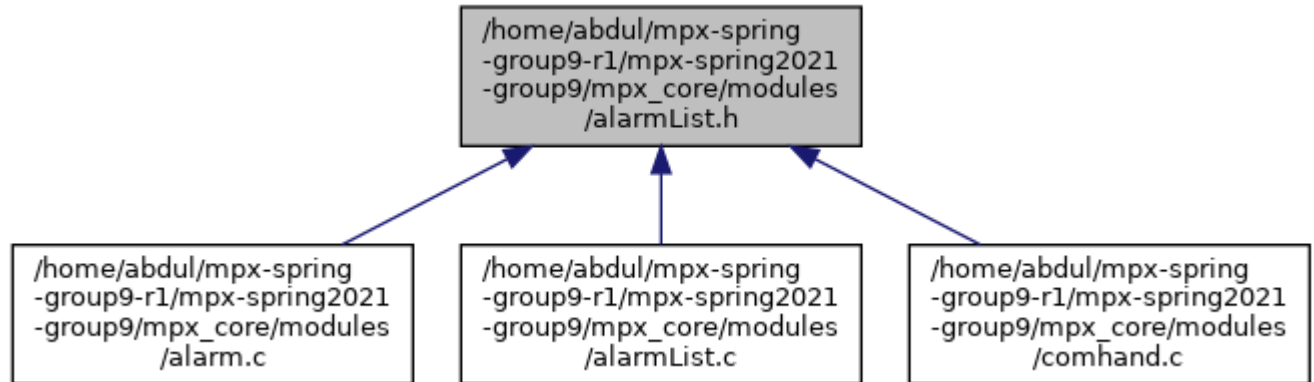 /home/abdul/mpx-spring
-group9-r1/mpx-spring2021
-group9/mpx_core/modules
/alarmList.h
/home/abdul/mpx-spring
-group9-r1/mpx-spring2021
-group9/mpx_core/modules
/alarm.c
/home/abdul/mpx-spring
-group9-r1/mpx-spring2021
-group9/mpx_core/modules
/alarmList.c
/home/abdul/mpx-spring
-group9-r1/mpx-spring2021
-group9/mpx_core/modules
/comhand.c